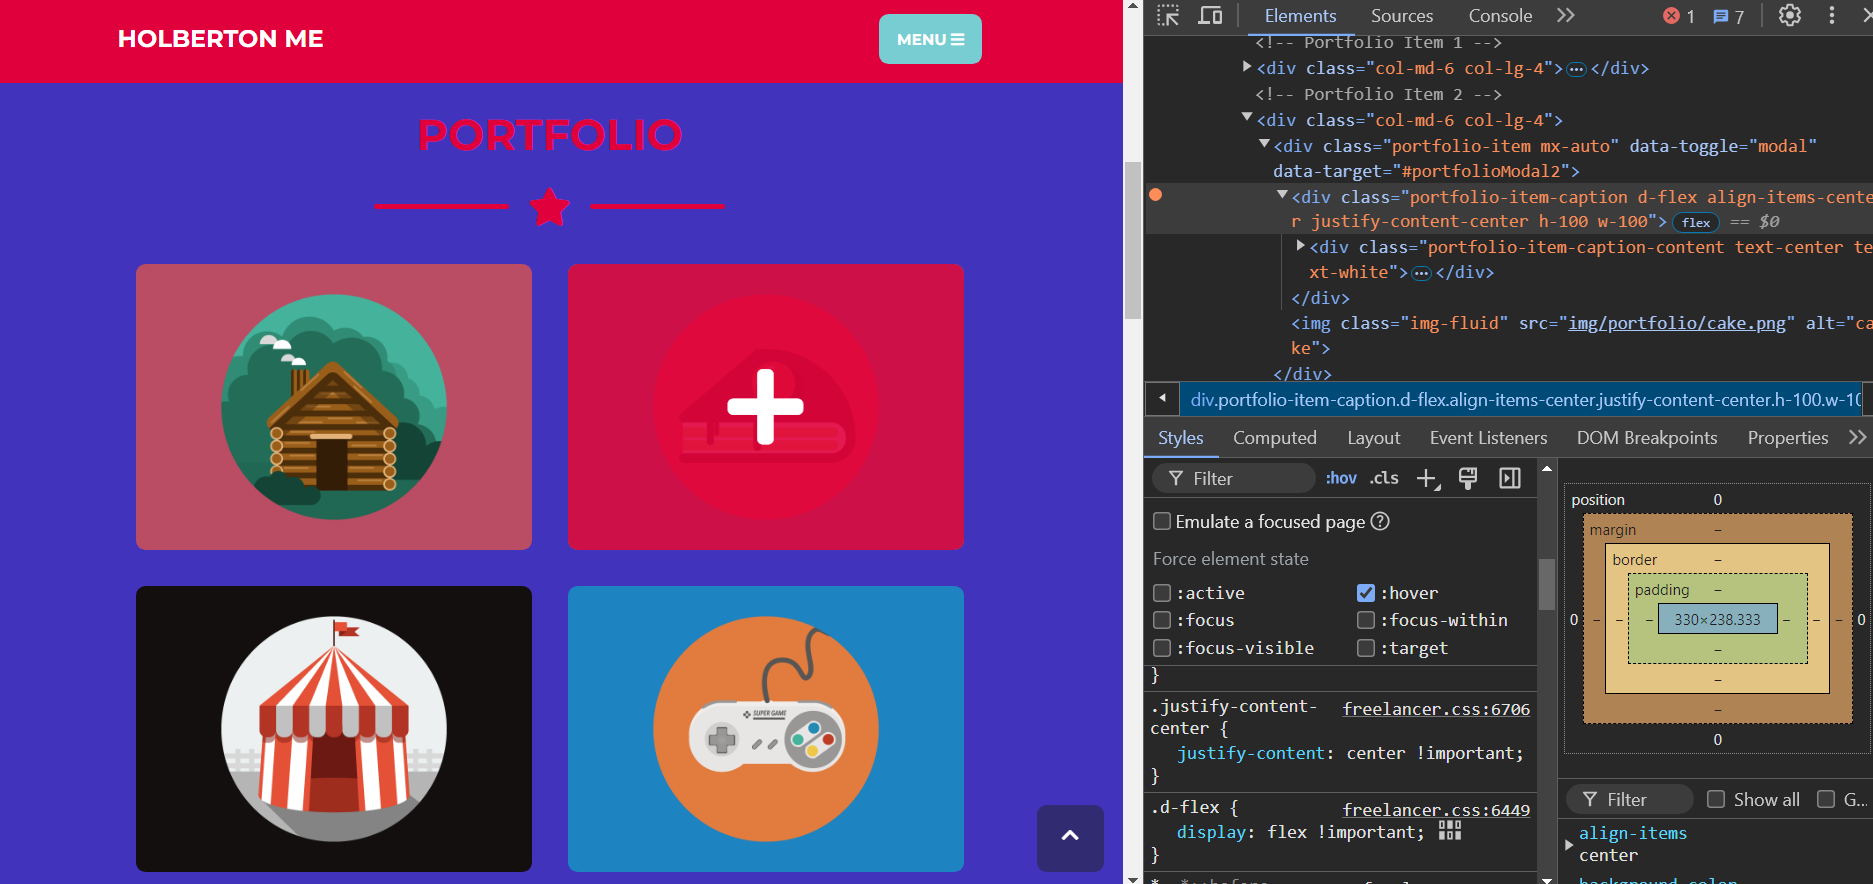 HOLBERTON ME
MENU
PORTFOLIO
SUPER GAME
Elements Sources Console 1 7
<!-- Portfolio Item 1 -->
<div class="col-md-6 col-lg-4">…</div>
<!-- Portfolio Item 2 -->
<div class="col-md-6 col-lg-4">
<div class="portfolio-item mx-auto" data-toggle="modal"
data-target="#portfolioModal2">
<div class="portfolio-item-caption d-flex align-items-cente
r justify-content-center h-100 w-100"> flex == $0
<div class="portfolio-item-caption-content text-center te
xt-white">…</div>
</div>
<img class="img-fluid" src="img/portfolio/cake.png" alt="ca
ke">
</div>
div.portfolio-item-caption.d-flex.align-items-center.justify-content-center.h-100.w-10
Styles Computed Layout Event Listeners DOM Breakpoints Properties
Filter :hov .cls
Emulate a focused page
Force element state
:active :hover
:focus :focus-within
:focus-visible :target
}
.justify-content- freelancer.css:6706
center {
justify-content: center !important;
}
.d-flex { freelancer.css:6449
display: flex !important;
}
position 0
margin –
border –
padding –
0 – – – 330×238.333 – – – 0
–
–
–
0
Filter Show all G...
align-items
center